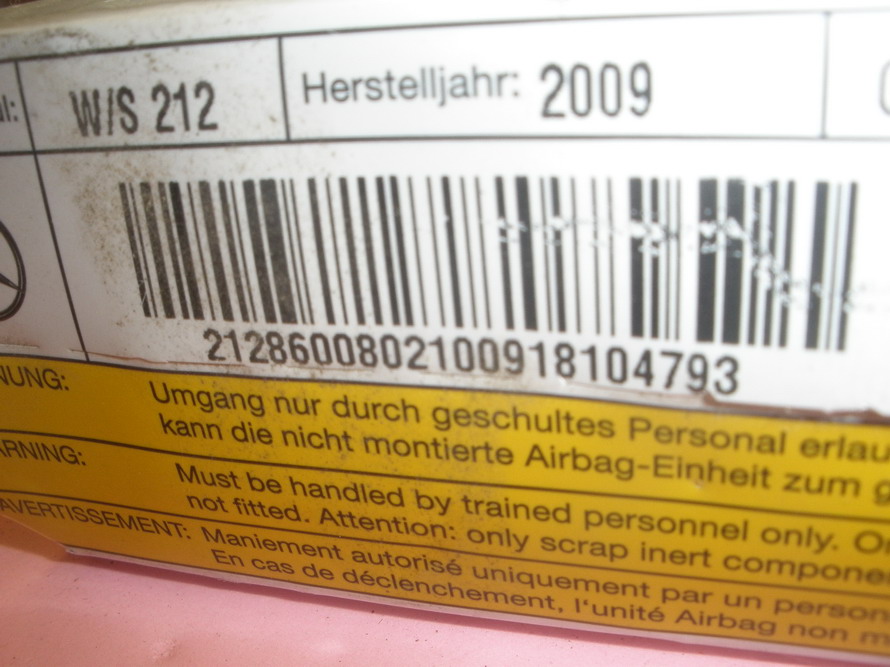 W/S 212 Herstelljahr: 2009
2128600802100918104793
Umgang nur durch geschultes Personal
kann die nicht montierte Airbag-Einheit zum
Must be handled by trained personnel only.
not fitted. Attention: only scrap inert
AVERTISSEMENT: Maniement autorisé uniquement par un
En cas de déclenchement, l'unité Airbag non